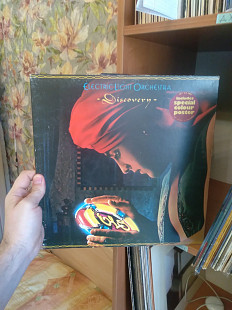 ELECTRIC LIGHT ORCHESTRA
Discovery
includes
special
colour
poster